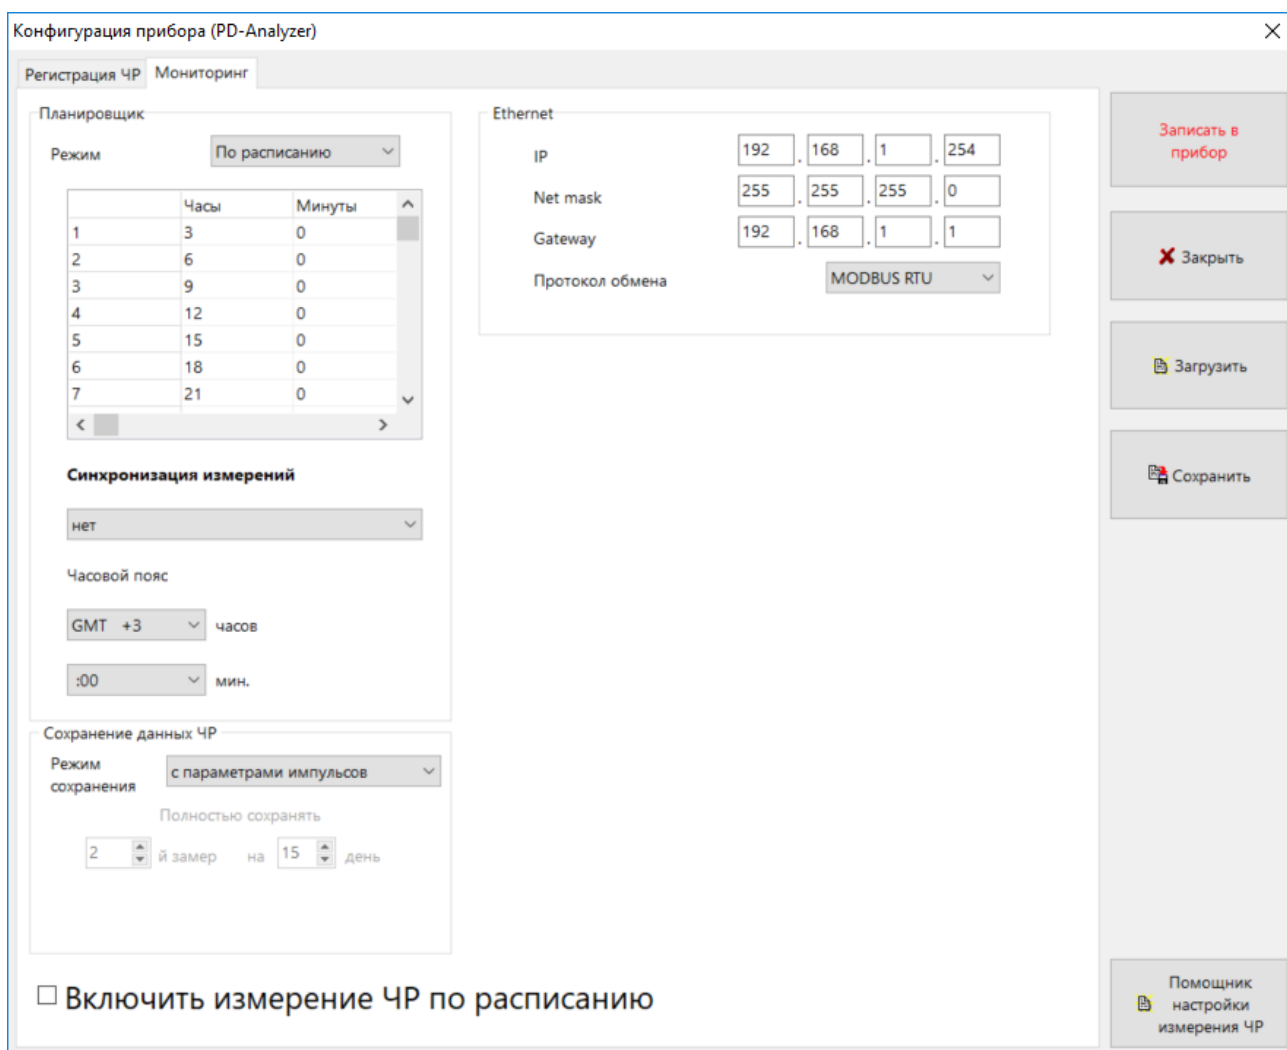 Конфигурация прибора (PD-Analyzer)
Регистрация ЧР Мониторинг
Планировщик
Режим По расписанию
Часы Минуты
1 3 0
2 6 0
3 9 0
4 12 0
5 15 0
6 18 0
7 21 0
Синхронизация измерений
нет
Часовой пояс
GMT +3 часов
:00 мин.
Сохранение данных ЧР
Режим
сохранения
с параметрами импульсов
Полностью сохранять
2 й замер на 15 день
Включить измерение ЧР по расписанию
Ethernet
IP 192 . 168 . 1 . 254
Net mask 255 . 255 . 255 . 0
Gateway 192 . 168 . 1 . 1
Протокол обмена MODBUS RTU
Записать в
прибор
Закрыть
Загрузить
Сохранить
Помощник
настройки
измерения ЧР